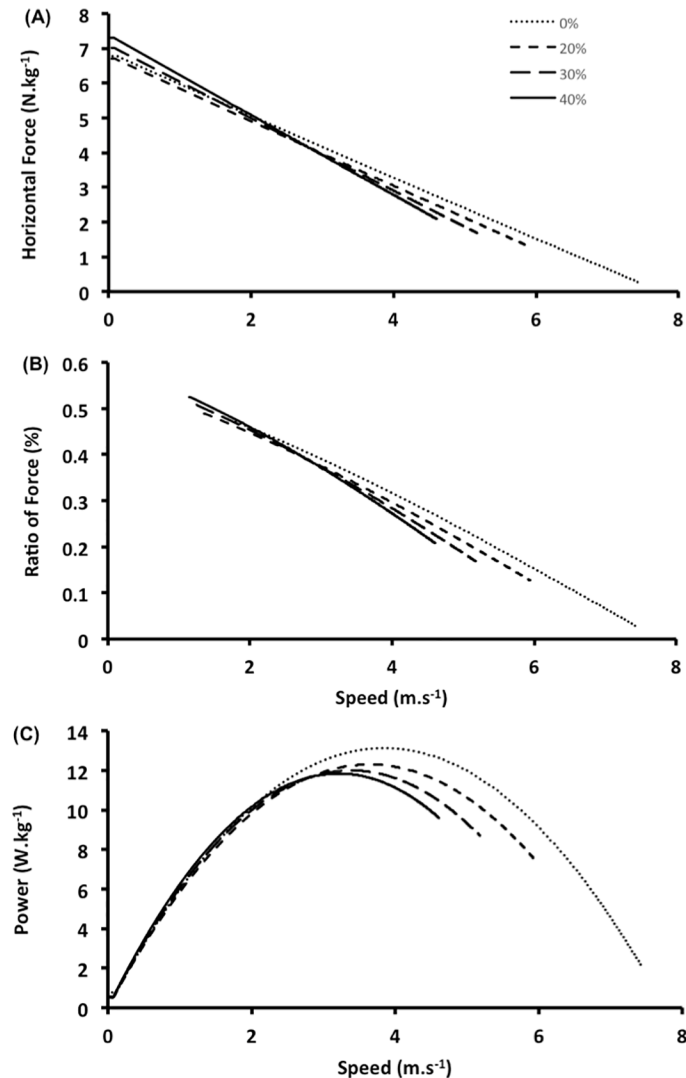 (A)
Horizontal Force (N.kg⁻¹)
8
7
6
5
4
3
2
1
0
0 2 4 6 8
0%
20%
30%
40%
(B)
Ratio of Force (%)
0.6
0.5
0.4
0.3
0.2
0.1
0
0 2 4 6 8
Speed (m.s⁻¹)
(C)
Power (W.kg⁻¹)
14
12
10
8
6
4
2
0
0 2 4 6 8
Speed (m.s⁻¹)